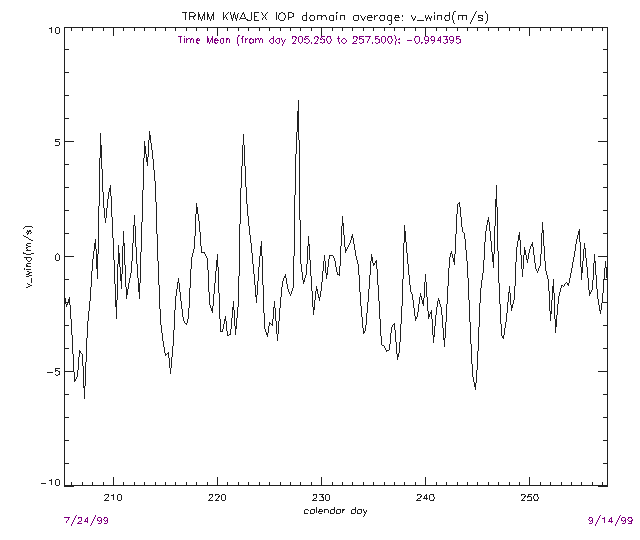 TRMM KWAJEX IOP domain average: v_wind(m/s)
Time Mean (from day 205.250 to 257.500): -0.994395
10
5
0
-5
-10
v_wind(m/s)
210 220 230 240 250
calendar day
7/24/99 9/14/99